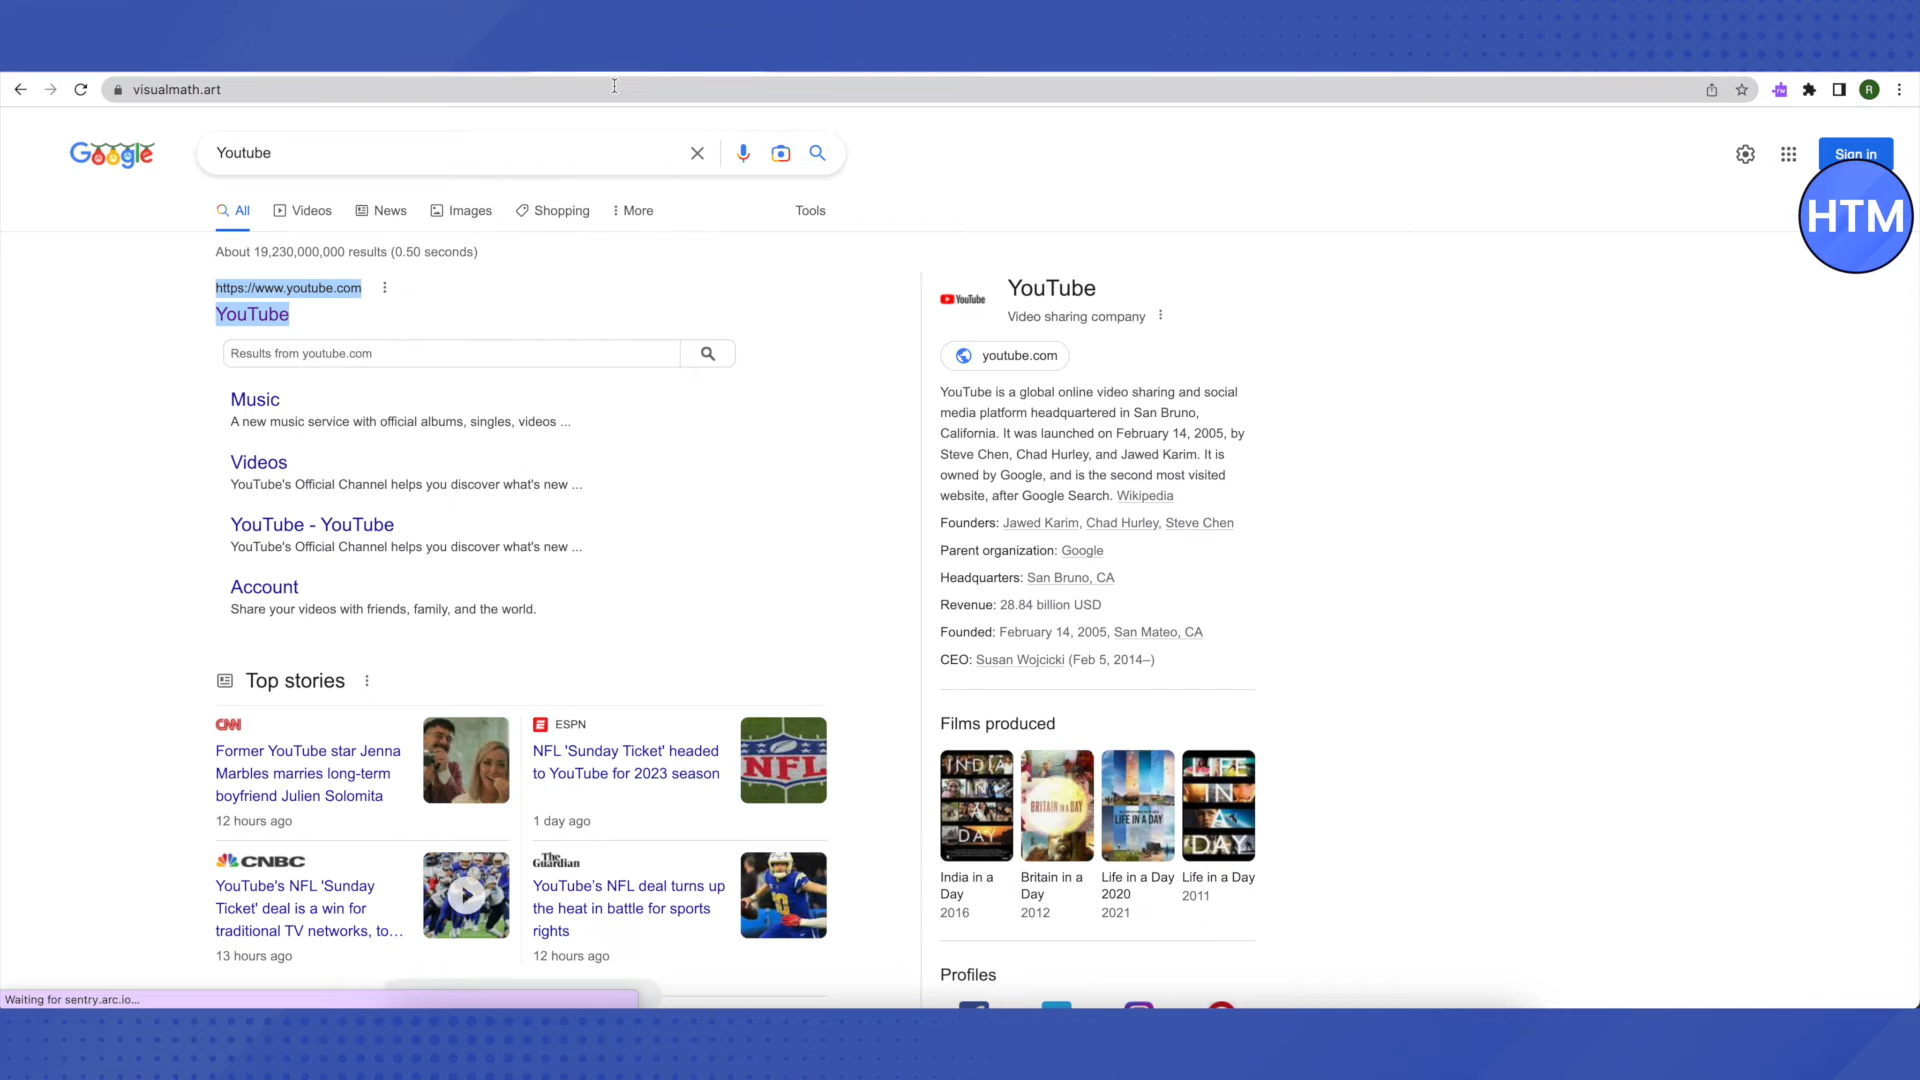 visualmath.art
R
Google
Youtube
Sign in
HTM
All
Videos
News
Images
Shopping
More
Tools
About 19,230,000,000 results (0.50 seconds)
https://www.youtube.com
YouTube
Results from youtube.com
Music
A new music service with official albums, singles, videos ...
Videos
YouTube's Official Channel helps you discover what's new ...
YouTube - YouTube
YouTube's Official Channel helps you discover what's new ...
Account
Share your videos with friends, family, and the world.
Top stories
CNN
Former YouTube star Jenna
Marbles marries long-term
boyfriend Julien Solomita
12 hours ago
ESPN
NFL 'Sunday Ticket' headed
to YouTube for 2023 season
1 day ago
NFL
CNBC
YouTube's NFL 'Sunday
Ticket' deal is a win for
traditional TV networks, to...
13 hours ago
The Guardian
YouTube’s NFL deal turns up
the heat in battle for sports
rights
12 hours ago
YouTube
YouTube
Video sharing company
youtube.com
YouTube is a global online video sharing and social
media platform headquartered in San Bruno,
California. It was launched on February 14, 2005, by
Steve Chen, Chad Hurley, and Jawed Karim. It is
owned by Google, and is the second most visited
website, after Google Search. Wikipedia
Founders: Jawed Karim, Chad Hurley, Steve Chen
Parent organization: Google
Headquarters: San Bruno, CA
Revenue: 28.84 billion USD
Founded: February 14, 2005, San Mateo, CA
CEO: Susan Wojcicki (Feb 5, 2014–)
Films produced
INDIA
IN
A
DAY
BRITAIN IN A DAY
LIFE IN A DAY
LIFE
IN
A
DAY
India in a
Day
2016
Britain in a
Day
2012
Life in a Day
2020
2021
Life in a Day
2011
Profiles
Waiting for sentry.arc.io...